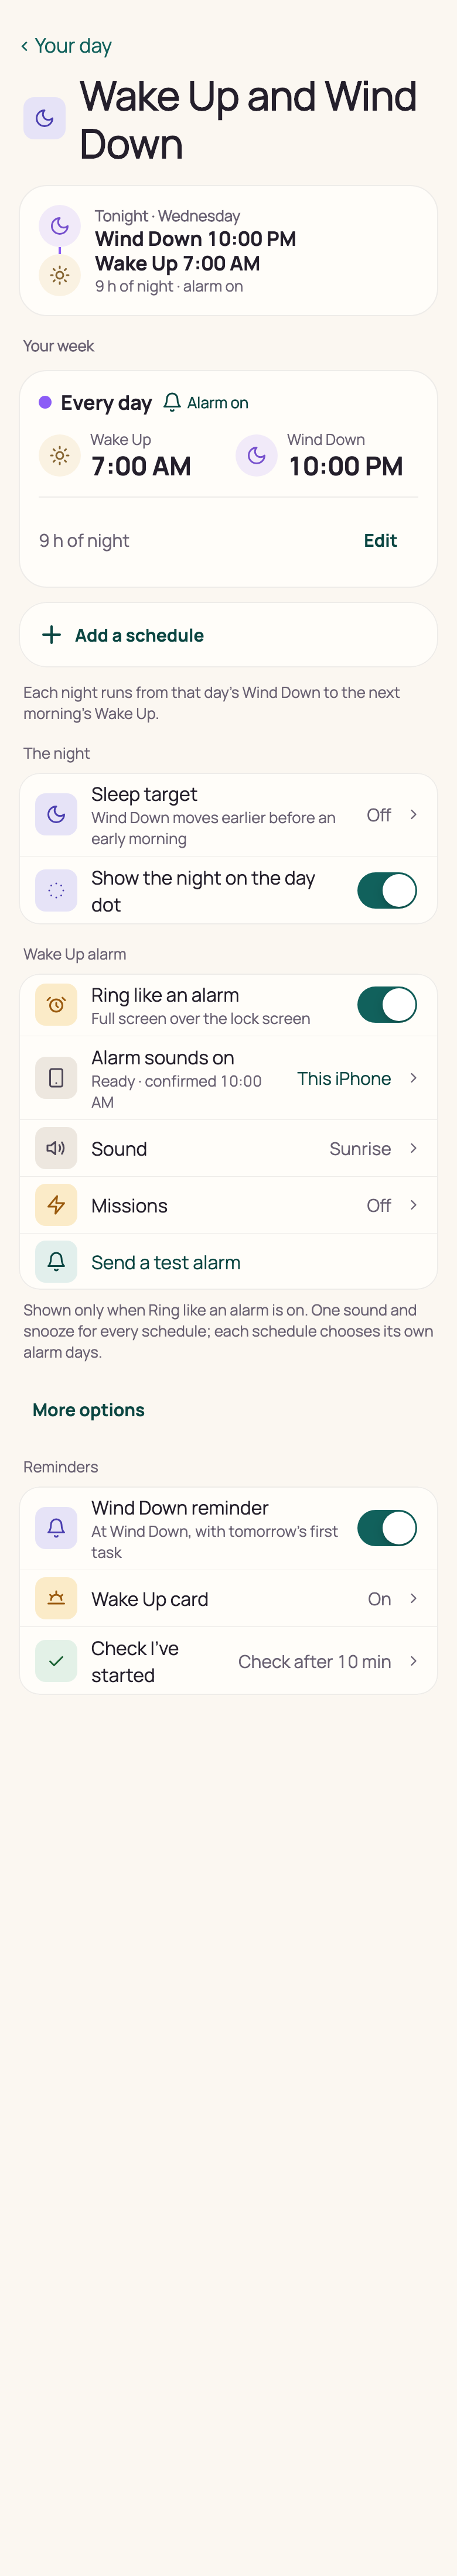 ‹ Your day
Wake Up and Wind
Down
Tonight · Wednesday
Wind Down 10:00 PM
Wake Up 7:00 AM
9 h of night · alarm on
Your week
Every day Alarm on
Wake Up Wind Down
7:00 AM 10:00 PM
9 h of night Edit
Add a schedule
Each night runs from that day's Wind Down to the next
morning's Wake Up.
The night
Sleep target
Wind Down moves earlier before an
early morning
Off
Show the night on the day
dot
Wake Up alarm
Ring like an alarm
Full screen over the lock screen
Alarm sounds on
Ready · confirmed 10:00
AM
This iPhone
Sound Sunrise
Missions Off
Send a test alarm
Shown only when Ring like an alarm is on. One sound and
snooze for every schedule; each schedule chooses its own
alarm days.
More options
Reminders
Wind Down reminder
At Wind Down, with tomorrow's first
task
Wake Up card On
Check I've
started
Check after 10 min